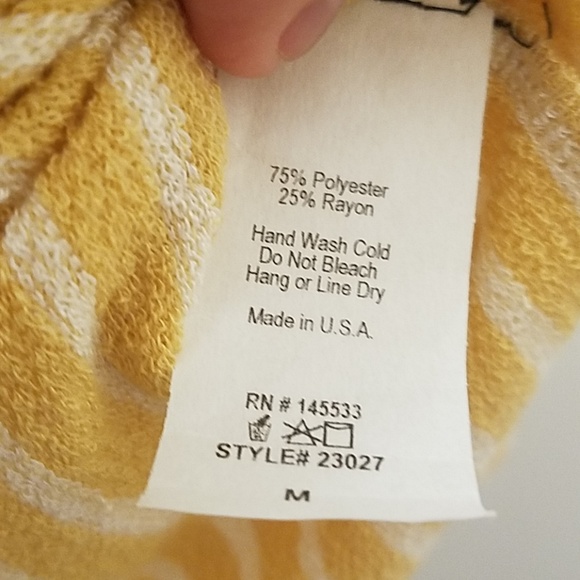 75% Polyester
25% Rayon
Hand Wash Cold
Do Not Bleach
Hang or Line Dry
Made in U.S.A.
RN # 145533
STYLE# 23027
M